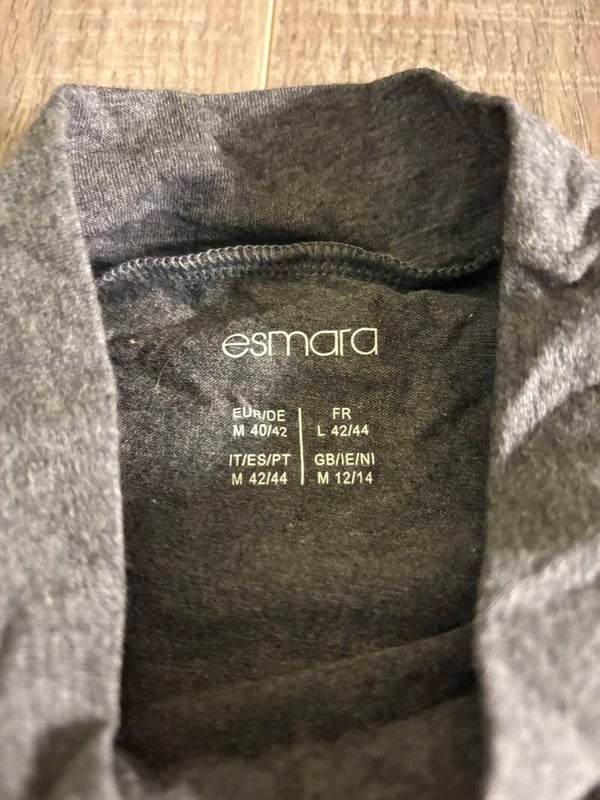 esmara
EUR/DE
M 40/42
FR
L 42/44
IT/ES/PT
M 42/44
GB/IE/NI
M 12/14